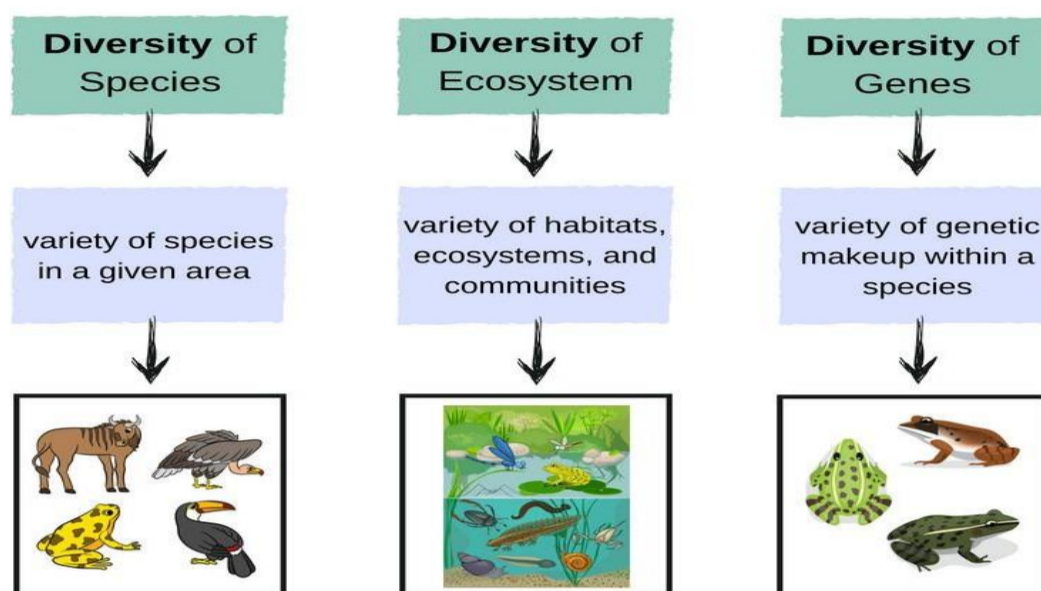 Diversity of
Species
variety of species
in a given area
Diversity of
Ecosystem
variety of habitats,
ecosystems, and
communities
Diversity of
Genes
variety of genetic
makeup within a
species